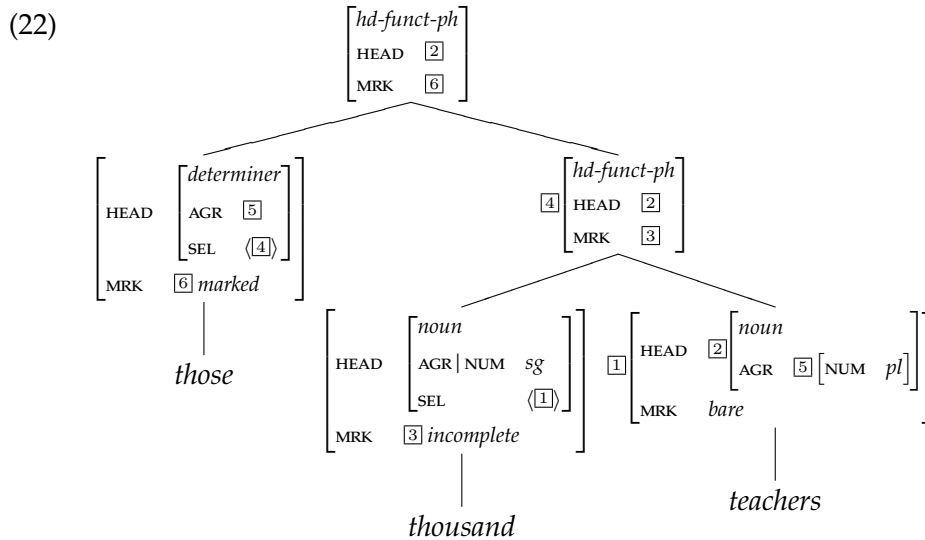 (22)
hd-funct-ph
HEAD 2
MRK 6
determiner
HEAD AGR 5
SEL ⟨4⟩
MRK 6 marked
those
hd-funct-ph
4 HEAD 2
MRK 3
noun
HEAD AGR|NUM sg
SEL ⟨1⟩
MRK 3 incomplete
thousand
noun
1 HEAD 2 AGR 5 [NUM pl]
MRK bare
teachers